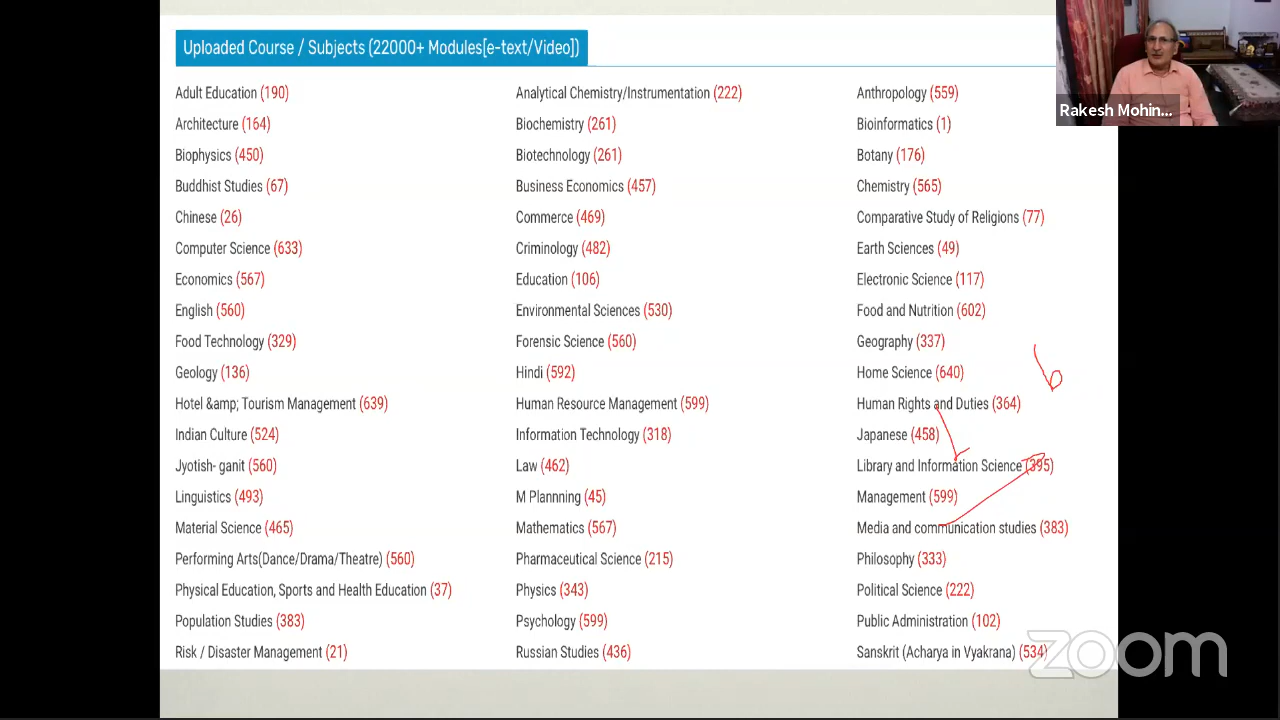 Uploaded Course / Subjects (22000+ Modules[e-text/Video])
Rakesh Mohin...
Adult Education (190) Analytical Chemistry/Instrumentation (222) Anthropology (559)
Architecture (164) Biochemistry (261) Bioinformatics (1)
Biophysics (450) Biotechnology (261) Botany (176)
Buddhist Studies (67) Business Economics (457) Chemistry (565)
Chinese (26) Commerce (469) Comparative Study of Religions (77)
Computer Science (633) Criminology (482) Earth Sciences (49)
Economics (567) Education (106) Electronic Science (117)
English (560) Environmental Sciences (530) Food and Nutrition (602)
Food Technology (329) Forensic Science (560) Geography (337)
Geology (136) Hindi (592) Home Science (640)
Hotel &amp; Tourism Management (639) Human Resource Management (599) Human Rights and Duties (364)
Indian Culture (524) Information Technology (318) Japanese (458)
Jyotish- ganit (560) Law (462) Library and Information Science (395)
Linguistics (493) M Plannning (45) Management (599)
Material Science (465) Mathematics (567) Media and communication studies (383)
Performing Arts(Dance/Drama/Theatre) (560) Pharmaceutical Science (215) Philosophy (333)
Physical Education, Sports and Health Education (37) Physics (343) Political Science (222)
Population Studies (383) Psychology (599) Public Administration (102)
Risk / Disaster Management (21) Russian Studies (436) Sanskrit (Acharya in Vyakrana) (534)
zoom